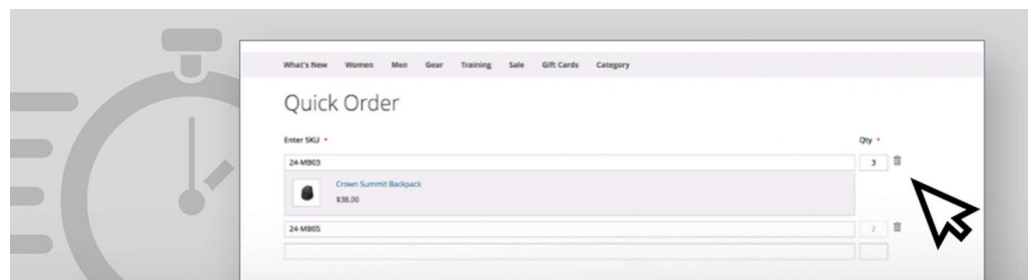 What's New Women Men Gear Training Sale Gift Cards Category
Quick Order
Enter SKU * Qty *
24-MB03 3
Crown Summit Backpack
$38.00
24-MB05 2